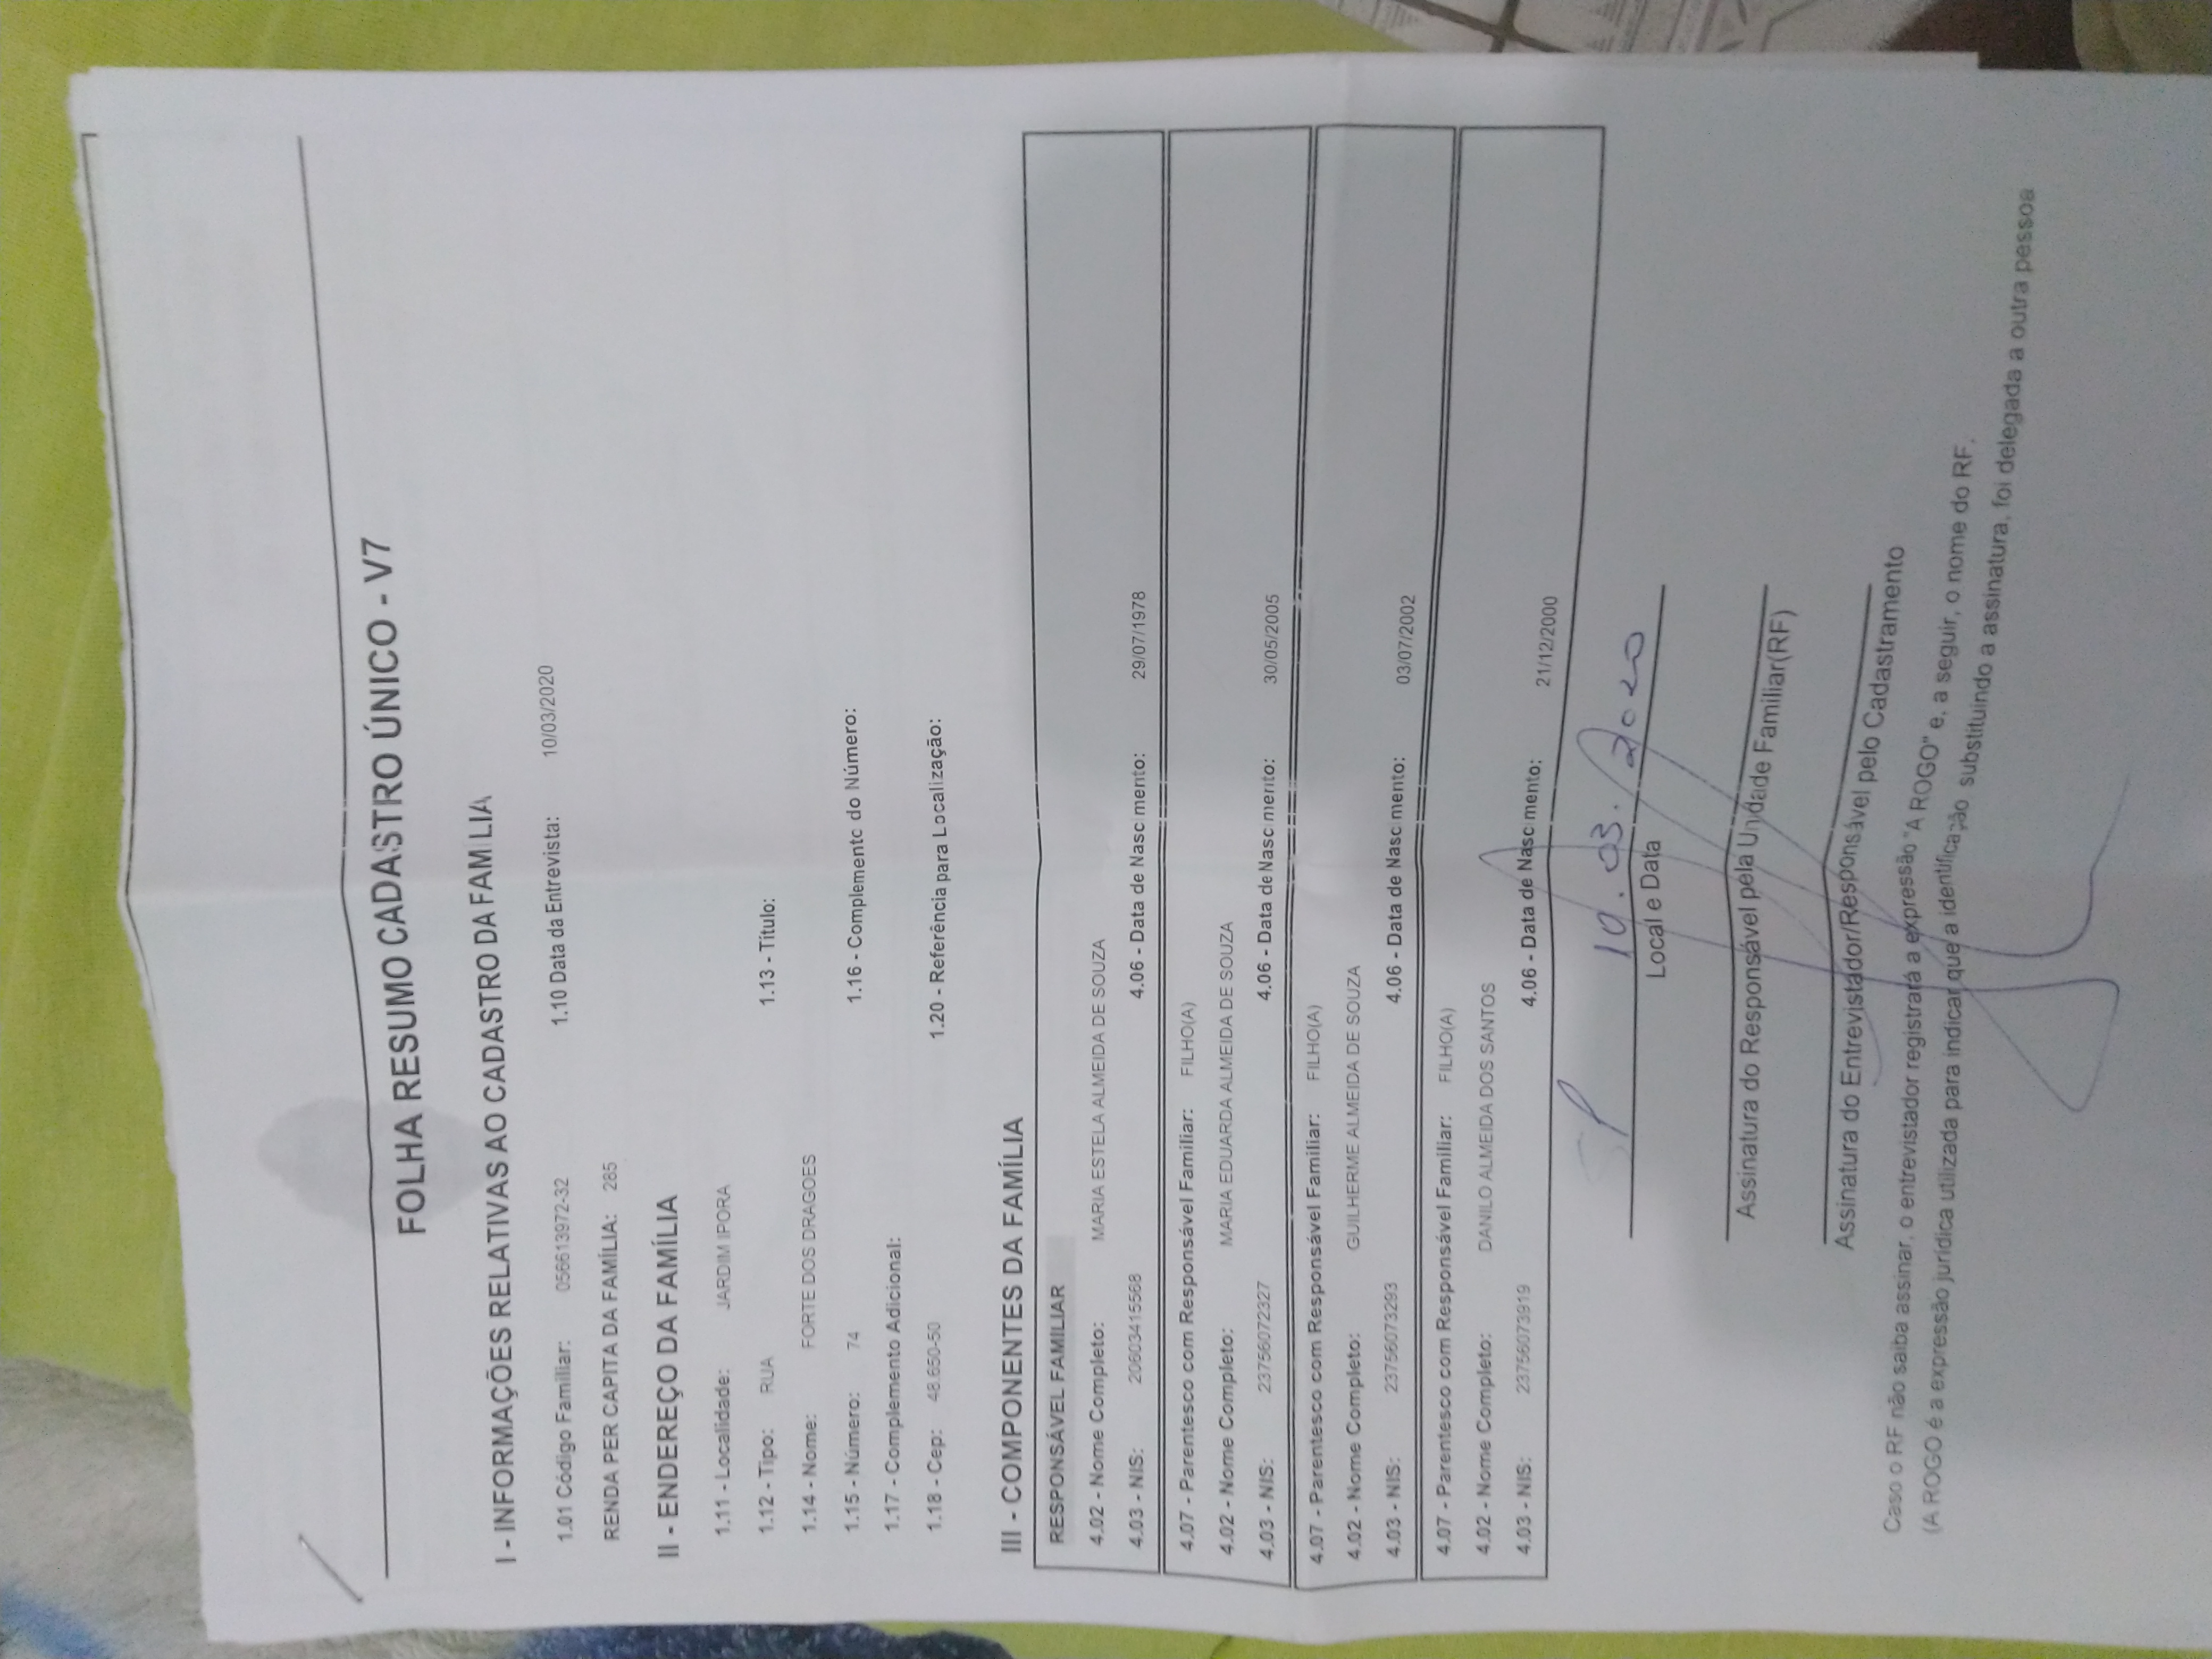 FOLHA RESUMO CADASTRO ÚNICO - V7
I - INFORMAÇÕES RELATIVAS AO CADASTRO DA FAMILIA
1.01 Código Familiar: 056613972-32 1.10 Data da Entrevista: 10/03/2020
RENDA PER CAPITA DA FAMÍLIA: 285
II - ENDEREÇO DA FAMÍLIA
1.11 - Localidade: JARDIM IPORA
1.12 - Tipo: RUA 1.13 - Título:
1.14 - Nome: FORTE DOS DRAGOES
1.15 - Número: 74 1.16 - Complemento do Número:
1.17 - Complemento Adicional:
1.18 - Cep: 48.650-50 1.20 - Referência para Localização:
III - COMPONENTES DA FAMÍLIA
RESPONSÁVEL FAMILIAR
4.02 - Nome Completo: MARIA ESTELA ALMEIDA DE SOUZA
4.03 - NIS: 20603415568 4.06 - Data de Nascimento: 29/07/1978
4.07 - Parentesco com Responsável Familiar: FILHO(A)
4.02 - Nome Completo: MARIA EDUARDA ALMEIDA DE SOUZA
4.03 - NIS: 23756072327 4.06 - Data de Nascimento: 30/05/2005
4.07 - Parentesco com Responsável Familiar: FILHO(A)
4.02 - Nome Completo: GUILHERME ALMEIDA DE SOUZA
4.03 - NIS: 23756073293 4.06 - Data de Nascimento: 03/07/2002
4.07 - Parentesco com Responsável Familiar: FILHO(A)
4.02 - Nome Completo: DANILO ALMEIDA DOS SANTOS
4.03 - NIS: 23756073919 4.06 - Data de Nascimento: 21/12/2000
SP 10.03.2020
Local e Data
Assinatura do Responsável pela Unidade Familiar(RF)
Assinatura do Entrevistador/Responsável pelo Cadastramento
Caso o RF não saiba assinar, o entrevistador registrará a expressão "A ROGO" e, a seguir, o nome do RF.
(A ROGO é a expressão jurídica utilizada para indicar que a identificação substituindo a assinatura, foi delegada a outra pessoa